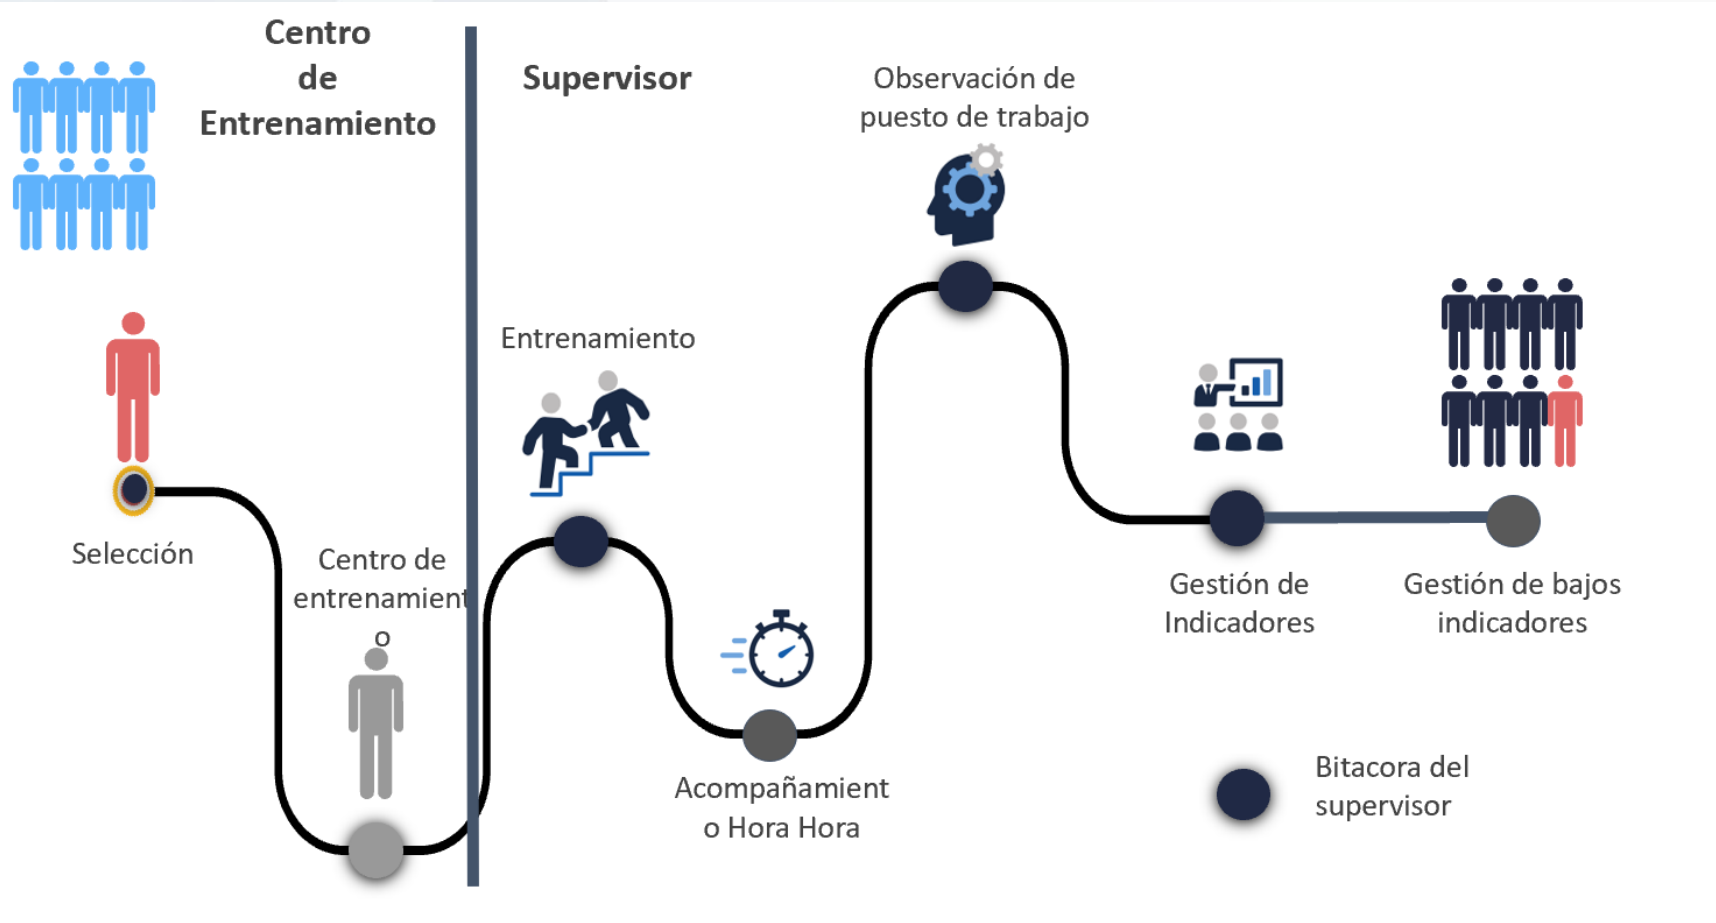 Centro
de
Entrenamiento
Supervisor
Observación de
puesto de trabajo
Entrenamiento
Selección
Centro de
entrenamient
o
Acompañamient
o Hora Hora
Gestión de
Indicadores
Gestión de bajos
indicadores
Bitacora del
supervisor